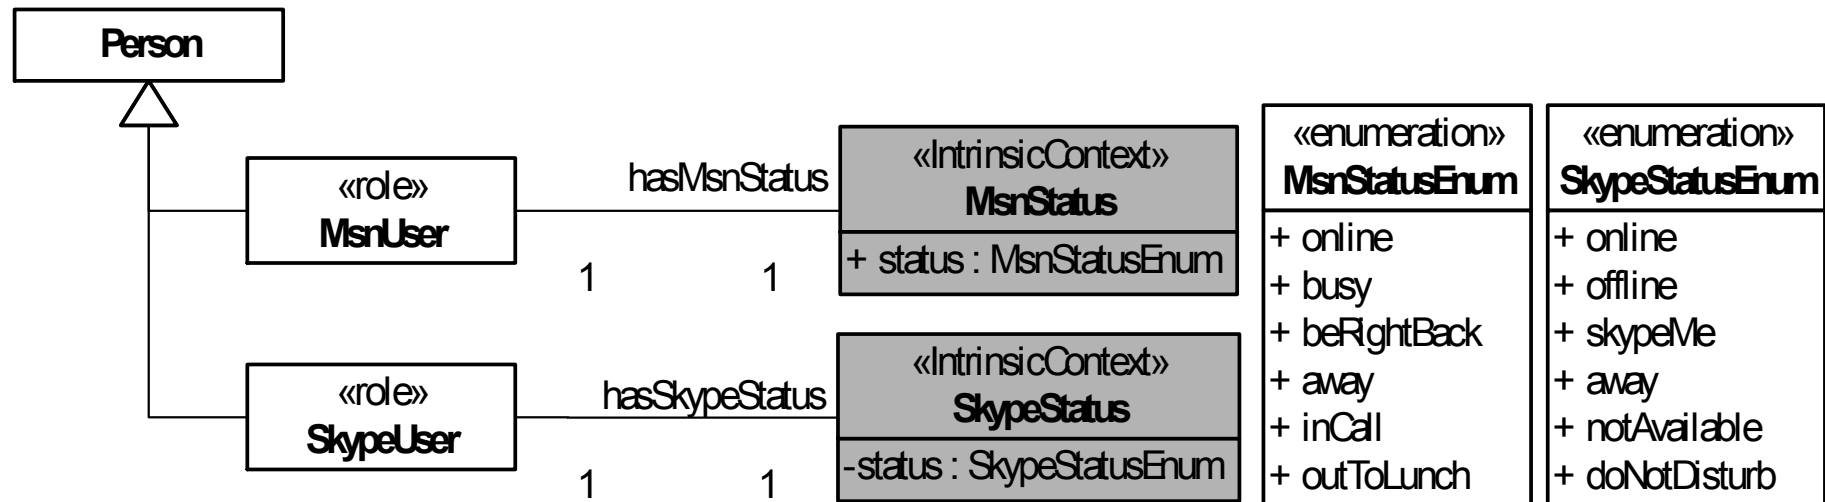 Person
«role»
MsnUser
hasMsnStatus
1
1
«IntrinsicContext»
MsnStatus
+ status : MsnStatusEnum
«role»
SkypeUser
hasSkypeStatus
1
1
«IntrinsicContext»
SkypeStatus
-status : SkypeStatusEnum
«enumeration»
MsnStatusEnum
+ online
+ busy
+ beRightBack
+ away
+ inCall
+ outToLunch
«enumeration»
SkypeStatusEnum
+ online
+ offline
+ skypeMe
+ away
+ notAvailable
+ doNotDisturb